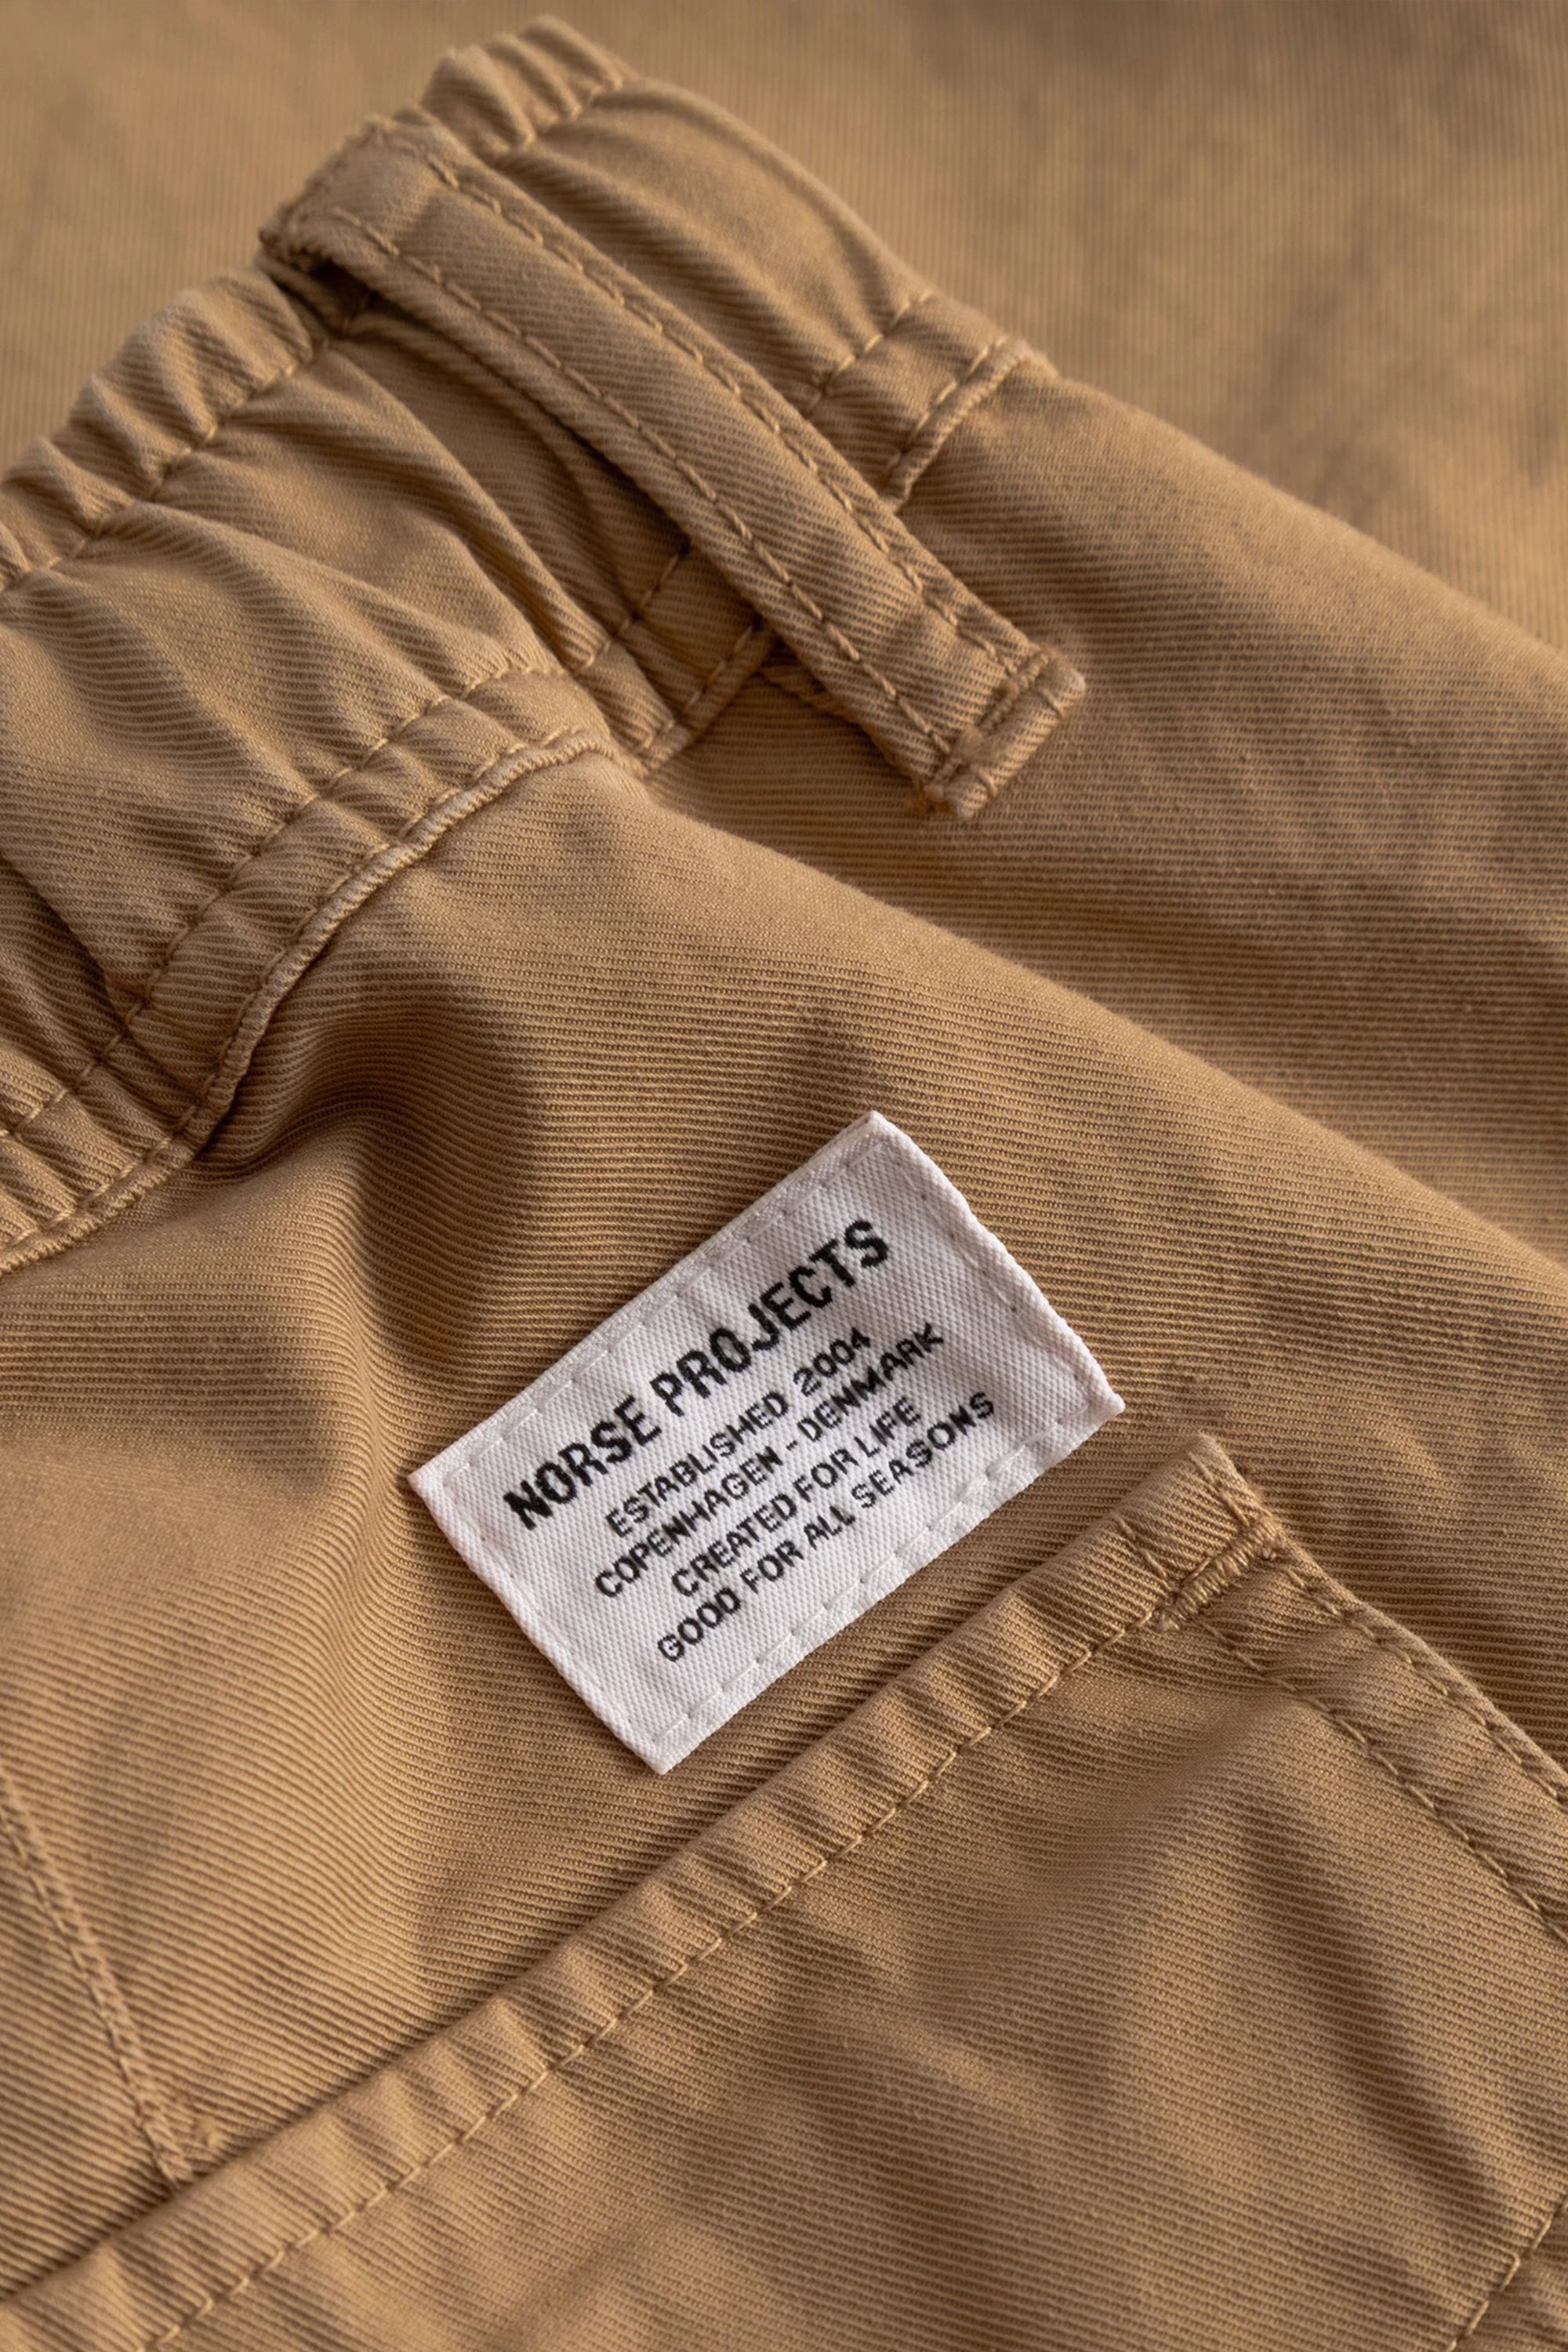 NORSE PROJECTS
ESTABLISHED 2004
COPENHAGEN - DENMARK
CREATED FOR LIFE
GOOD FOR ALL SEASONS